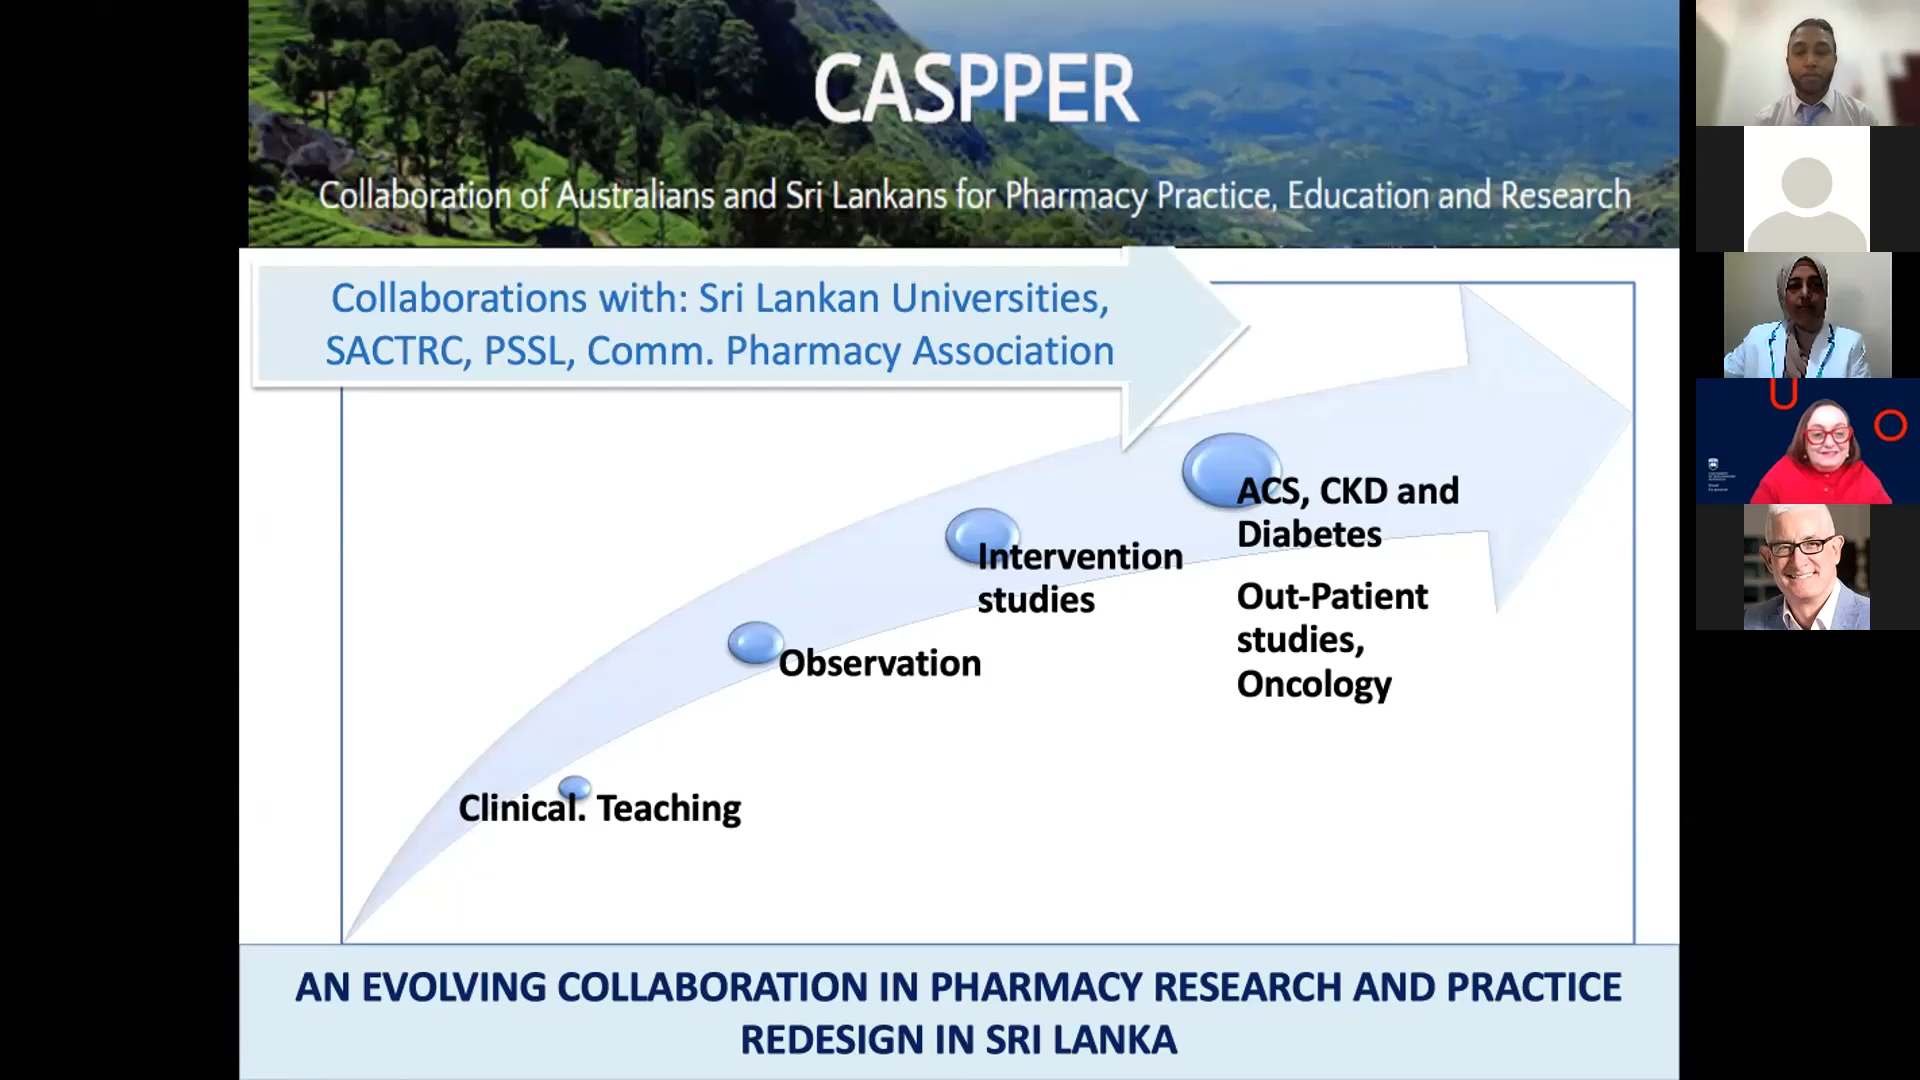 CASPPER
Collaboration of Australians and Sri Lankans for Pharmacy Practice, Education and Research
Collaborations with: Sri Lankan Universities,
SACTRC, PSSL, Comm. Pharmacy Association
ACS, CKD and
Diabetes
Intervention
studies
Out-Patient
studies,
Oncology
Observation
Clinical. Teaching
AN EVOLVING COLLABORATION IN PHARMACY RESEARCH AND PRACTICE
REDESIGN IN SRI LANKA